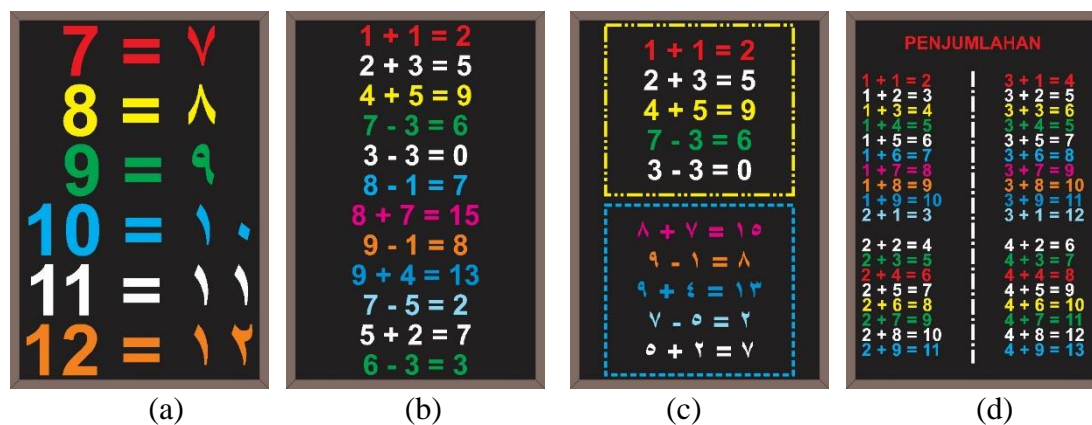 7 = ٧
8 = ٨
9 = ٩
10 = ١٠
11 = ١١
12 = ١٢
(a)
1 + 1 = 2
2 + 3 = 5
4 + 5 = 9
7 - 3 = 6
3 - 3 = 0
8 - 1 = 7
8 + 7 = 15
9 - 1 = 8
9 + 4 = 13
7 - 5 = 2
5 + 2 = 7
6 - 3 = 3
(b)
1 + 1 = 2
2 + 3 = 5
4 + 5 = 9
7 - 3 = 6
3 - 3 = 0
٨ + ٧ = ١٥
٩ - ١ = ٨
٩ + ٤ = ١٣
٧ - ٥ = ٢
٥ + ٢ = ٧
(c)
PENJUMLAHAN
1 + 1 = 2
1 + 2 = 3
1 + 3 = 4
1 + 4 = 5
1 + 5 = 6
1 + 6 = 7
1 + 7 = 8
1 + 8 = 9
1 + 9 = 10
2 + 1 = 3
2 + 2 = 4
2 + 3 = 5
2 + 4 = 6
2 + 5 = 7
2 + 6 = 8
2 + 7 = 9
2 + 8 = 10
2 + 9 = 11
3 + 1 = 4
3 + 2 = 5
3 + 3 = 6
3 + 4 = 5
3 + 5 = 7
3 + 6 = 8
3 + 7 = 9
3 + 8 = 10
3 + 9 = 11
3 + 1 = 12
4 + 2 = 6
4 + 3 = 7
4 + 4 = 8
4 + 5 = 9
4 + 6 = 10
4 + 7 = 11
4 + 8 = 12
4 + 9 = 13
(d)